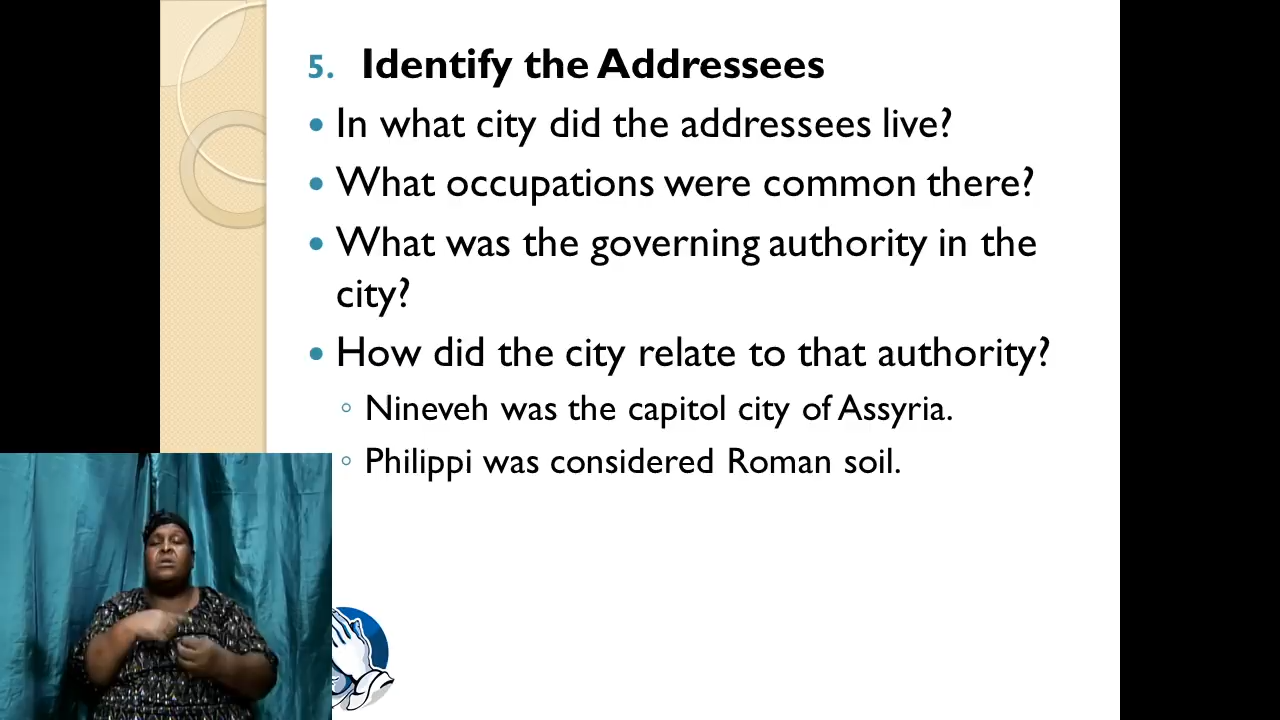 5. Identify the Addressees
• In what city did the addressees live?
• What occupations were common there?
• What was the governing authority in the
city?
• How did the city relate to that authority?
◦ Nineveh was the capitol city of Assyria.
◦ Philippi was considered Roman soil.